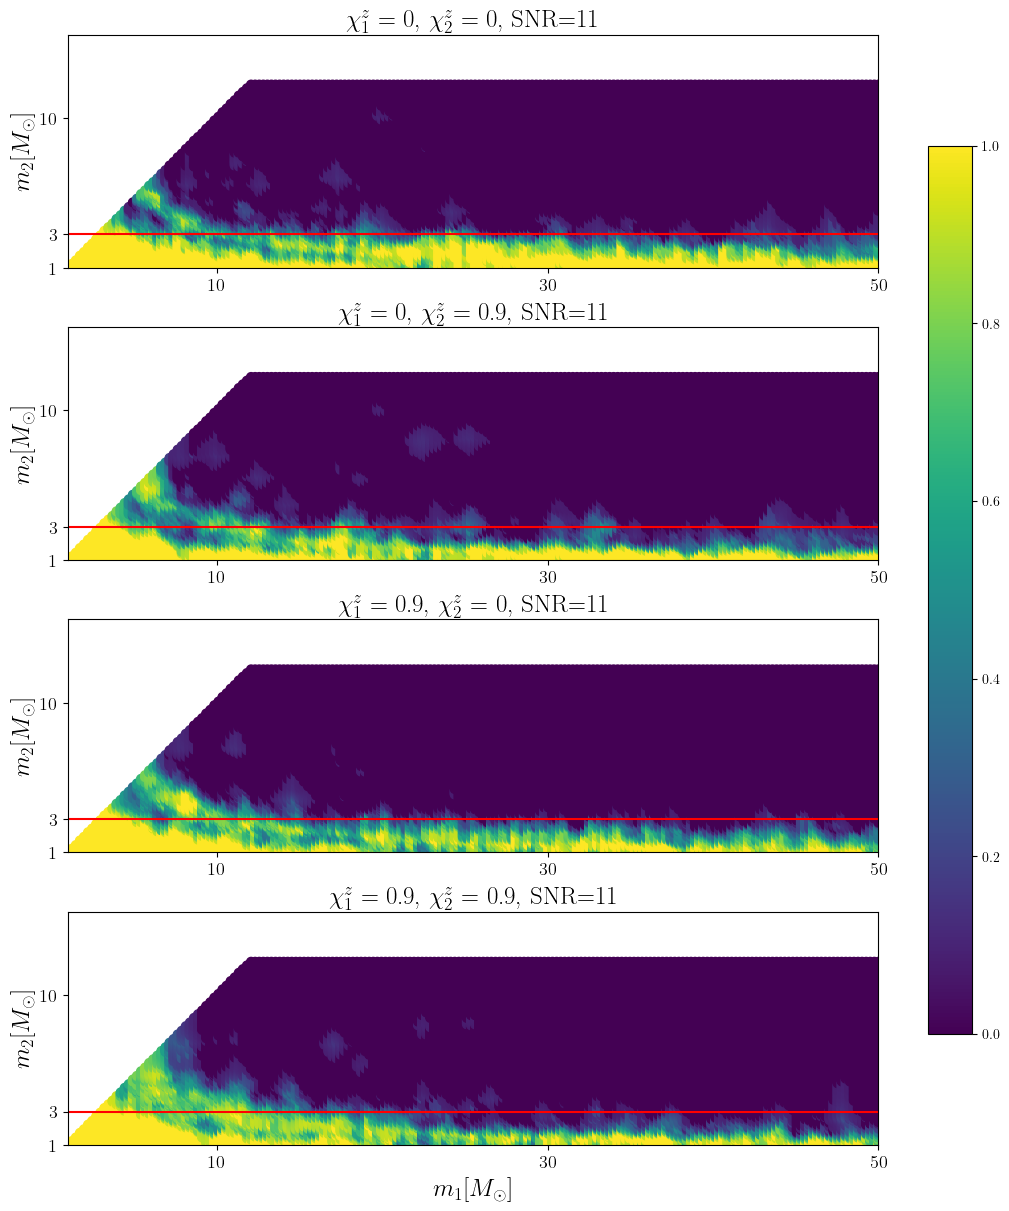 χ₁ᶻ = 0, χ₂ᶻ = 0, SNR=11
m₂[M⊙]
10
3
1
10 30 50
χ₁ᶻ = 0, χ₂ᶻ = 0.9, SNR=11
m₂[M⊙]
10
3
1
10 30 50
χ₁ᶻ = 0.9, χ₂ᶻ = 0, SNR=11
m₂[M⊙]
10
3
1
10 30 50
χ₁ᶻ = 0.9, χ₂ᶻ = 0.9, SNR=11
m₂[M⊙]
10
3
1
10 30 50
m₁[M⊙]
1.0
0.8
0.6
0.4
0.2
0.0